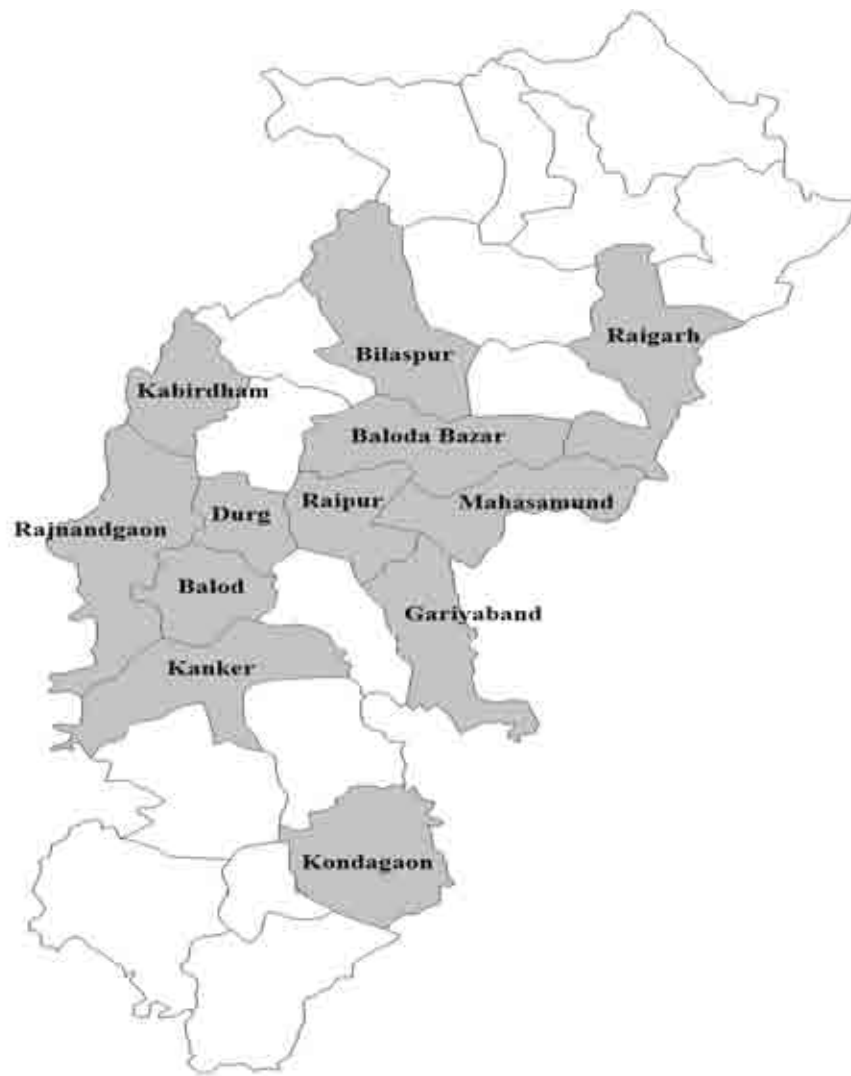 Raigarh
Bilaspur
Kabirdham
Baloda Bazar
Raipur
Mahasamund
Durg
Rajnandgaon
Balod
Gariyaband
Kanker
Kondagaon